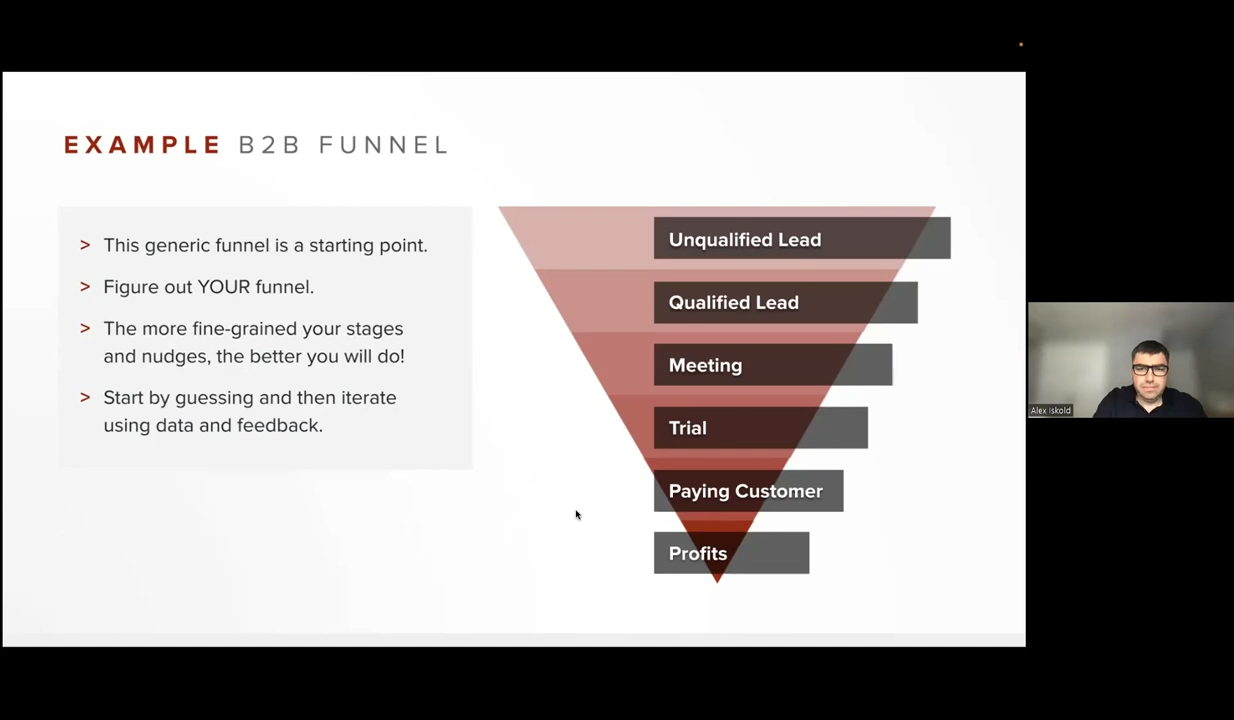 EXAMPLE B2B FUNNEL
> This generic funnel is a starting point.
> Figure out YOUR funnel.
> The more fine-grained your stages
and nudges, the better you will do!
> Start by guessing and then iterate
using data and feedback.
Unqualified Lead
Qualified Lead
Meeting
Trial
Paying Customer
Profits
Alex Iskold